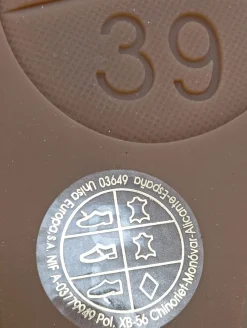 39
Unisa Europa,S.A. NIF A-03779949 Pol. XB-56 Chinorlet-Monóvar-Alicante-España 03649